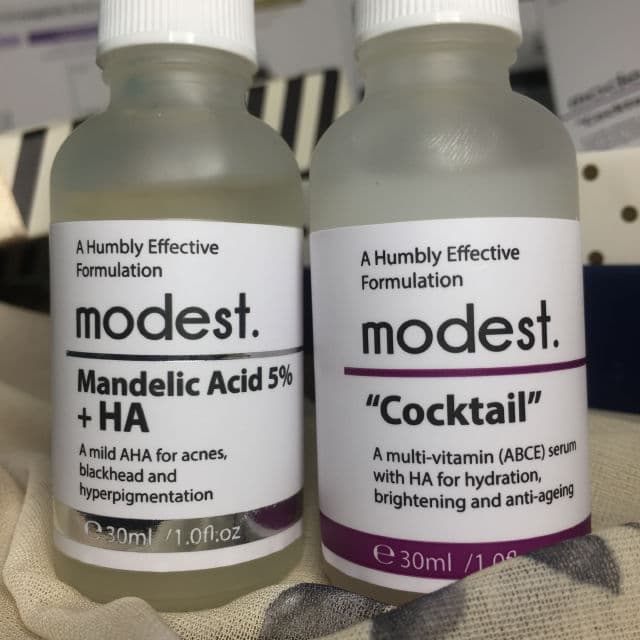 A Humbly Effective
Formulation
modest.
Mandelic Acid 5%
+ HA
A mild AHA for acnes,
blackhead and
hyperpigmentation
℮30ml /1.0fl.oz
A Humbly Effective
Formulation
modest.
“Cocktail”
A multi-vitamin (ABCE) serum
with HA for hydration,
brightening and anti-ageing
℮30ml